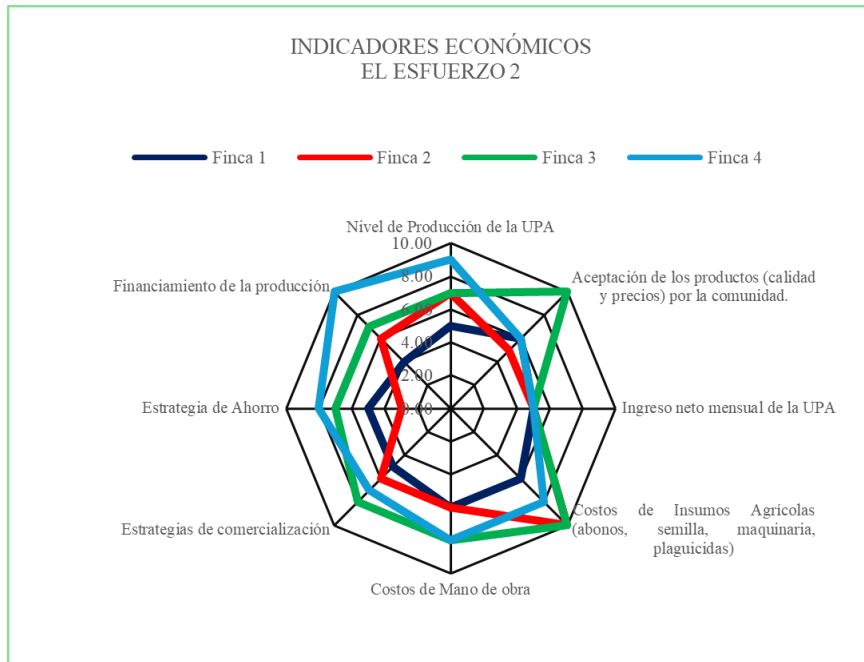 INDICADORES ECONÓMICOS
EL ESFUERZO 2
Finca 1 Finca 2 Finca 3 Finca 4
Nivel de Producción de la UPA
10.00
Aceptación de los productos (calidad
y precios) por la comunidad.
Financiamiento de la producción
8.00
6.00
4.00
2.00
0.00
Estrategia de Ahorro
Ingreso neto mensual de la UPA
Costos de Insumos Agrícolas
(abonos, semilla, maquinaria,
plaguicidas)
Estrategias de comercialización
Costos de Mano de obra